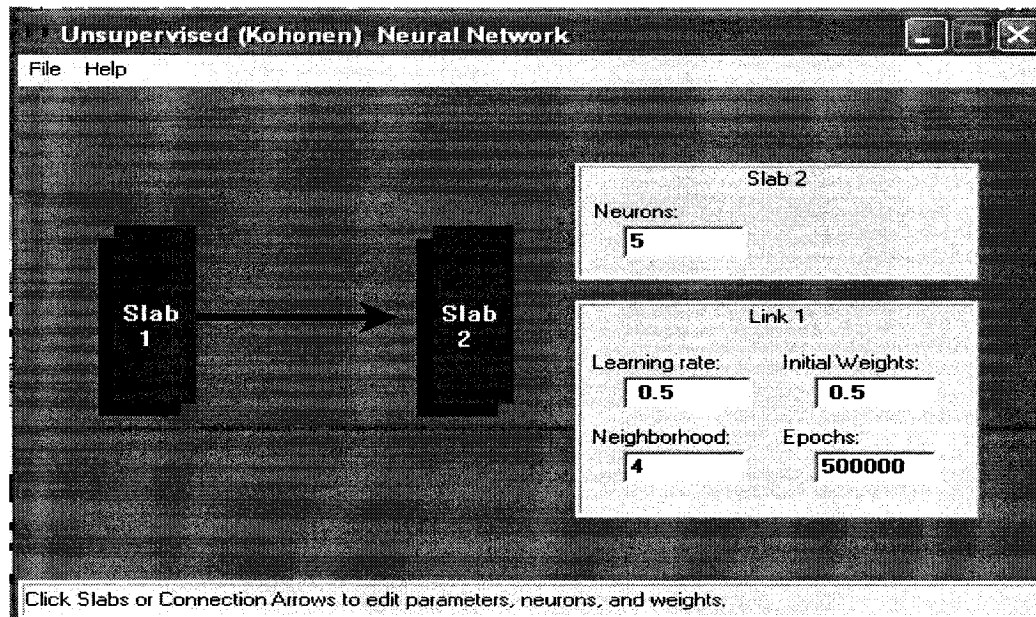 Unsupervised (Kohonen) Neural Network
File Help
Slab 2
Neurons:
5
Slab
1
Slab
2
Link 1
Learning rate: Initial Weights:
0.5 0.5
Neighborhood: Epochs:
4 500000
Click Slabs or Connection Arrows to edit parameters, neurons, and weights.